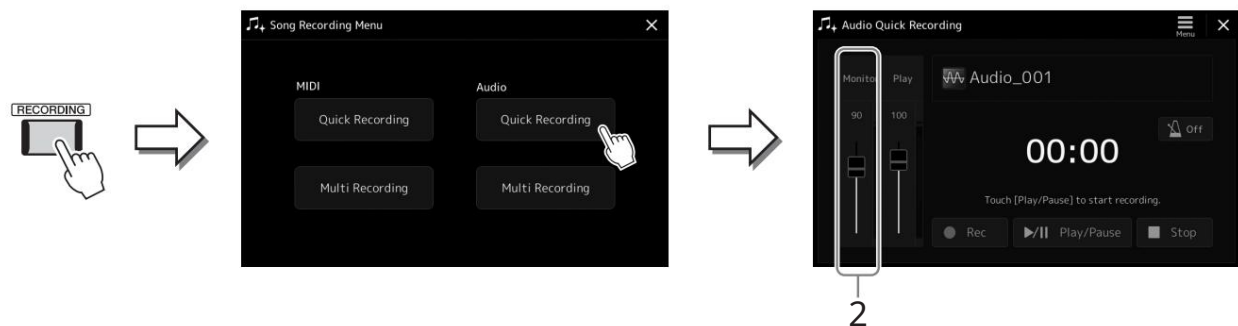 [RECORDING]
Song Recording Menu
MIDI
Audio
Quick Recording
Quick Recording
Multi Recording
Multi Recording
Audio Quick Recording
Menu
Monitor
Play
Audio_001
90
100
Off
00:00
Touch [Play/Pause] to start recording.
Rec
Play/Pause
Stop
2